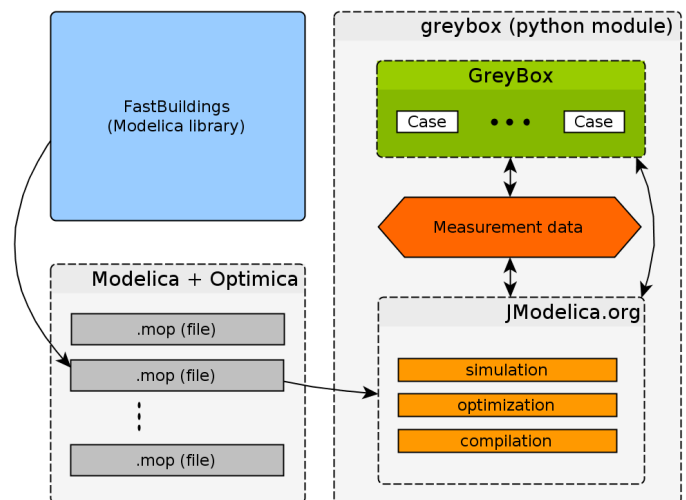 FastBuildings
(Modelica library)
Modelica + Optimica
.mop (file)
.mop (file)
.mop (file)
greybox (python module)
GreyBox
Case
Case
Measurement data
JModelica.org
simulation
optimization
compilation